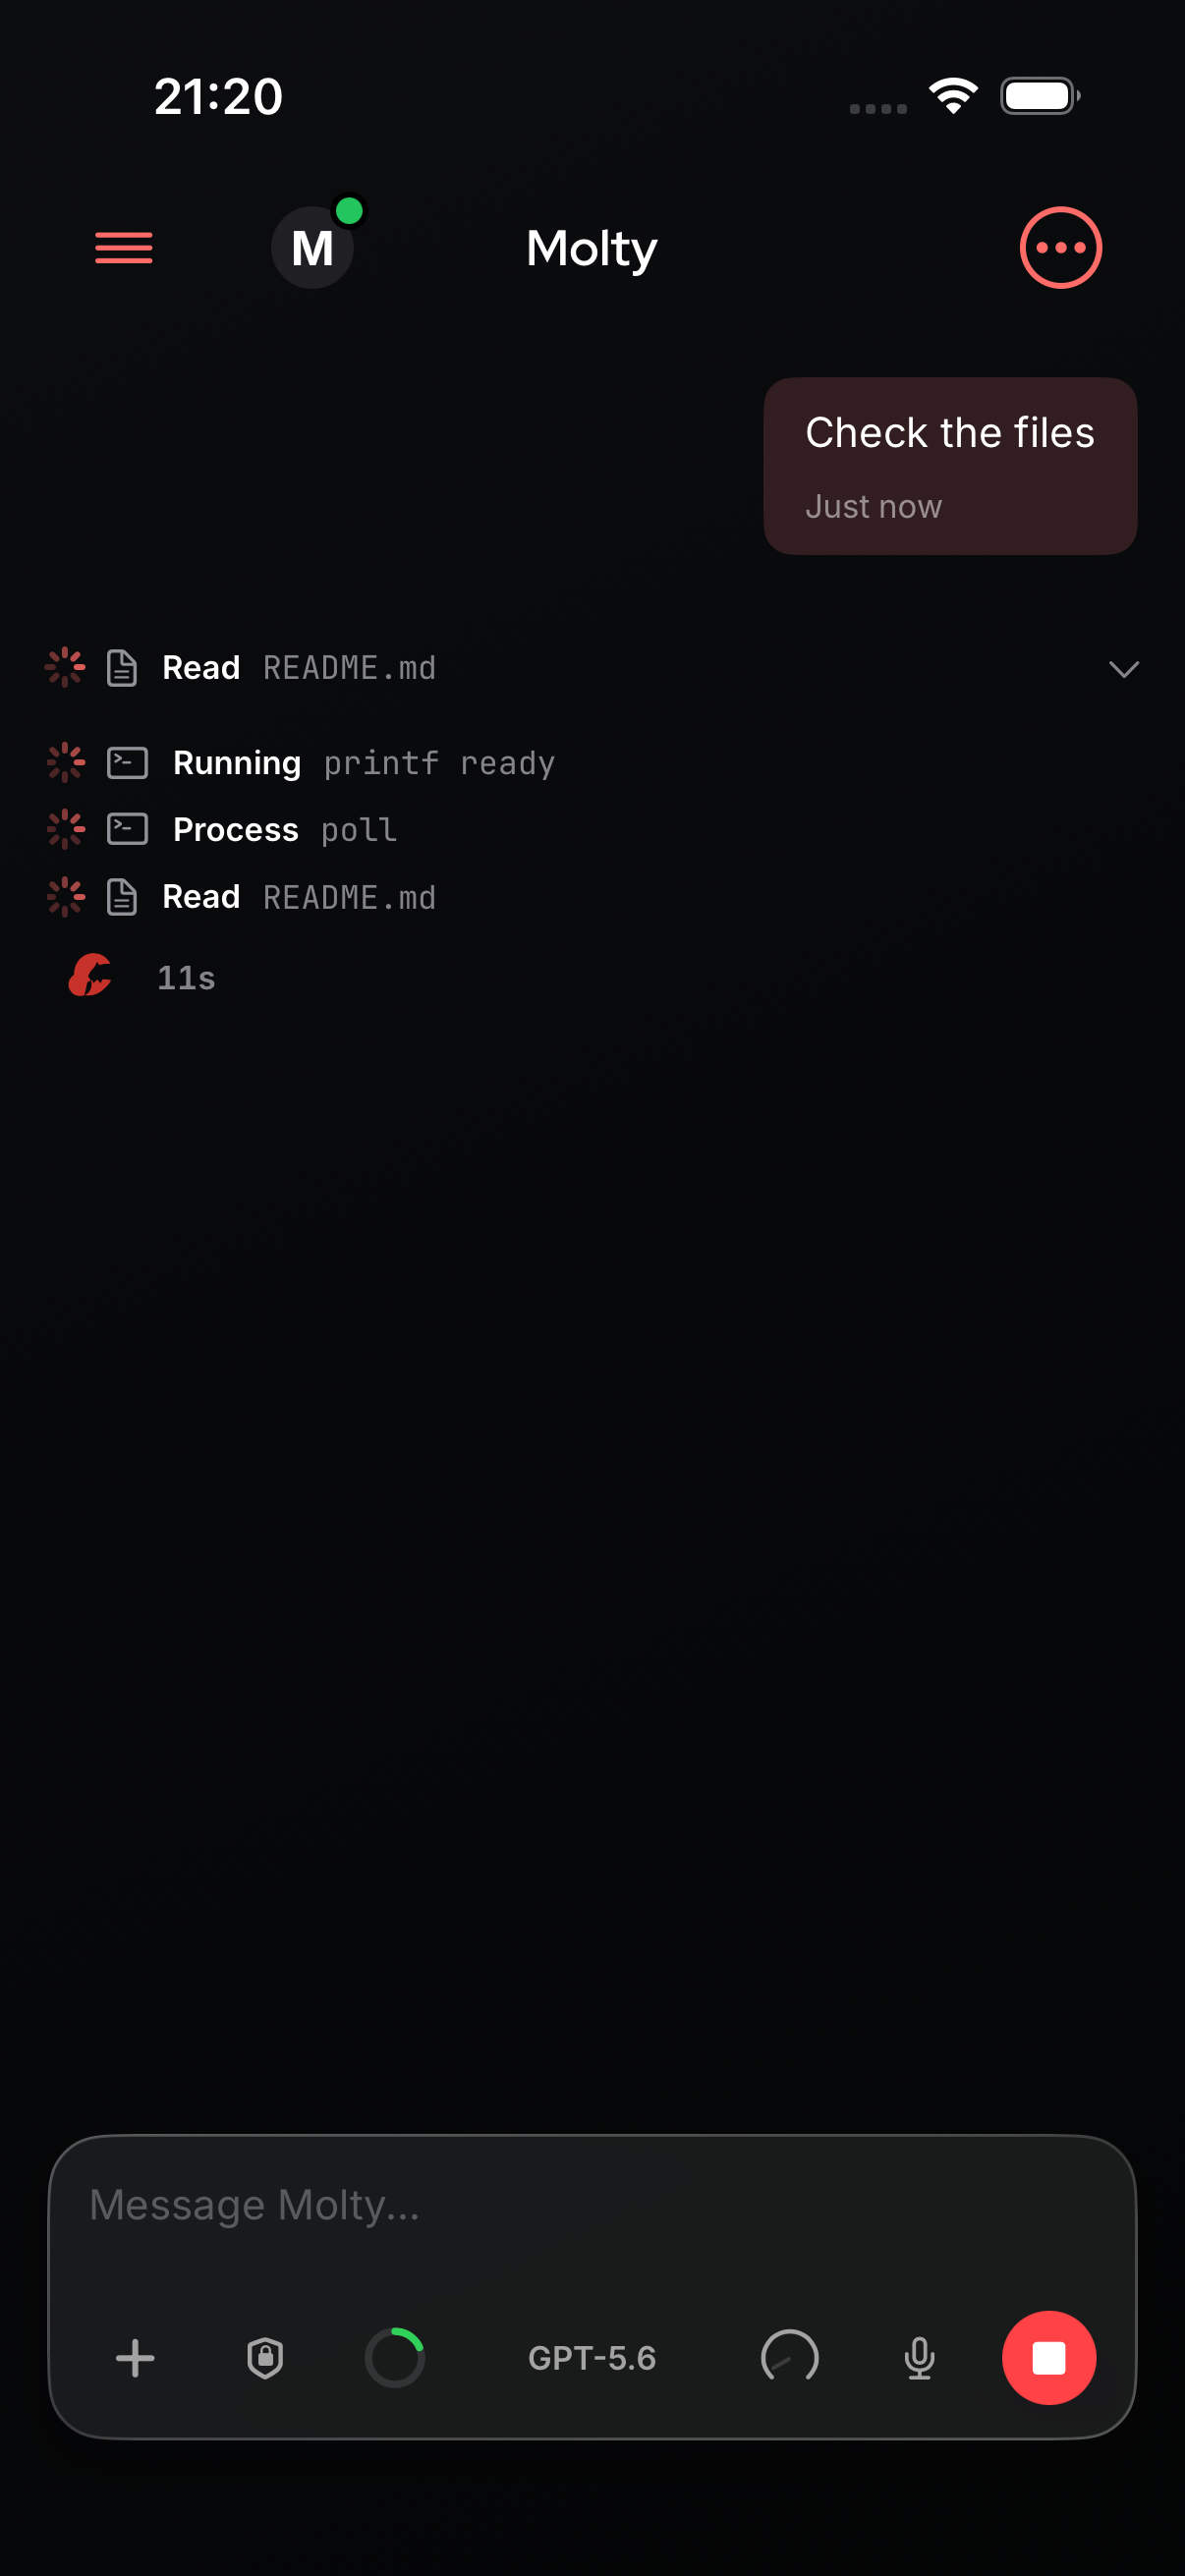 21:20
M
Molty
Check the files
Just now
Read README.md
Running printf ready
Process poll
Read README.md
11s
Message Molty...
GPT-5.6